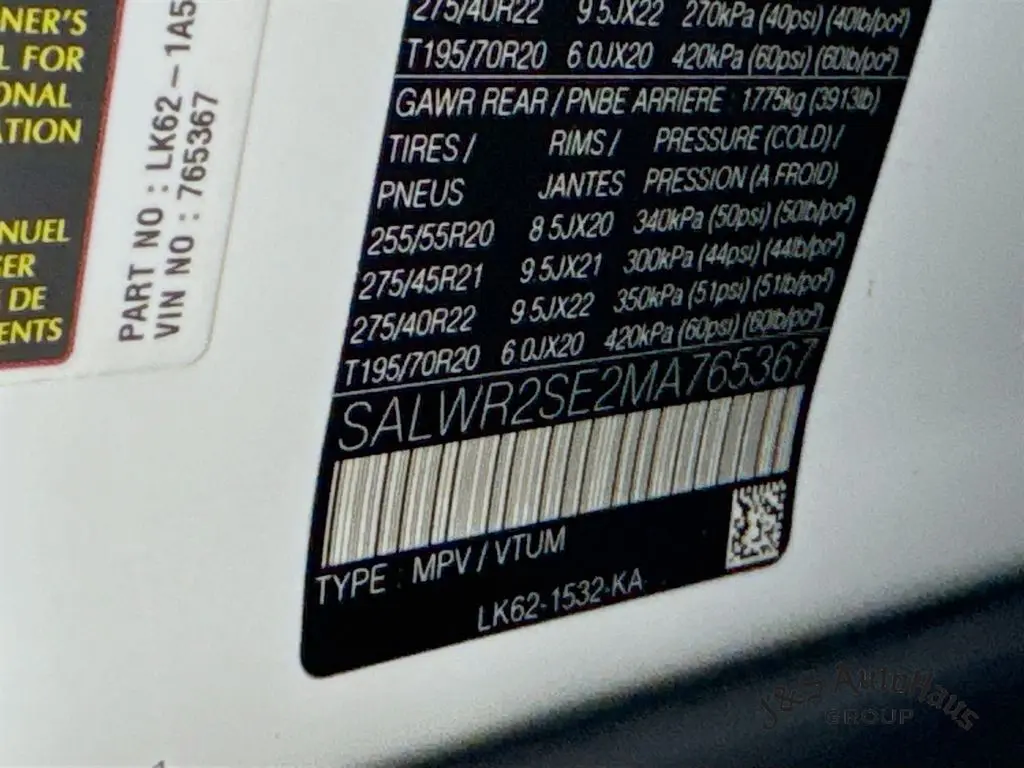 NER'S
L FOR
ONAL
ATION
NUEL
GER
DE
ENTS
PART NO : LK62-1A5
VIN NO : 765367
275/40R22 9.5JX22 270kPa (40psi) (40lb/po²)
T195/70R20 6.0JX20 420kPa (60psi) (60lb/po²)
GAWR REAR / PNBE ARRIERE : 1775kg (3913lb)
TIRES / RIMS / PRESSURE (COLD) /
PNEUS JANTES PRESSION (A FROID)
255/55R20 8.5JX20 340kPa (50psi) (50lb/po²)
275/45R21 9.5JX21 300kPa (44psi) (44lb/po²)
275/40R22 9.5JX22 350kPa (51psi) (51lb/po²)
T195/70R20 6.0JX20 420kPa (60psi) (60lb/po²)
SALWR2SE2MA765367
TYPE : MPV / VTUM
LK62-1532-KA
AUTOHAUS
GROUP